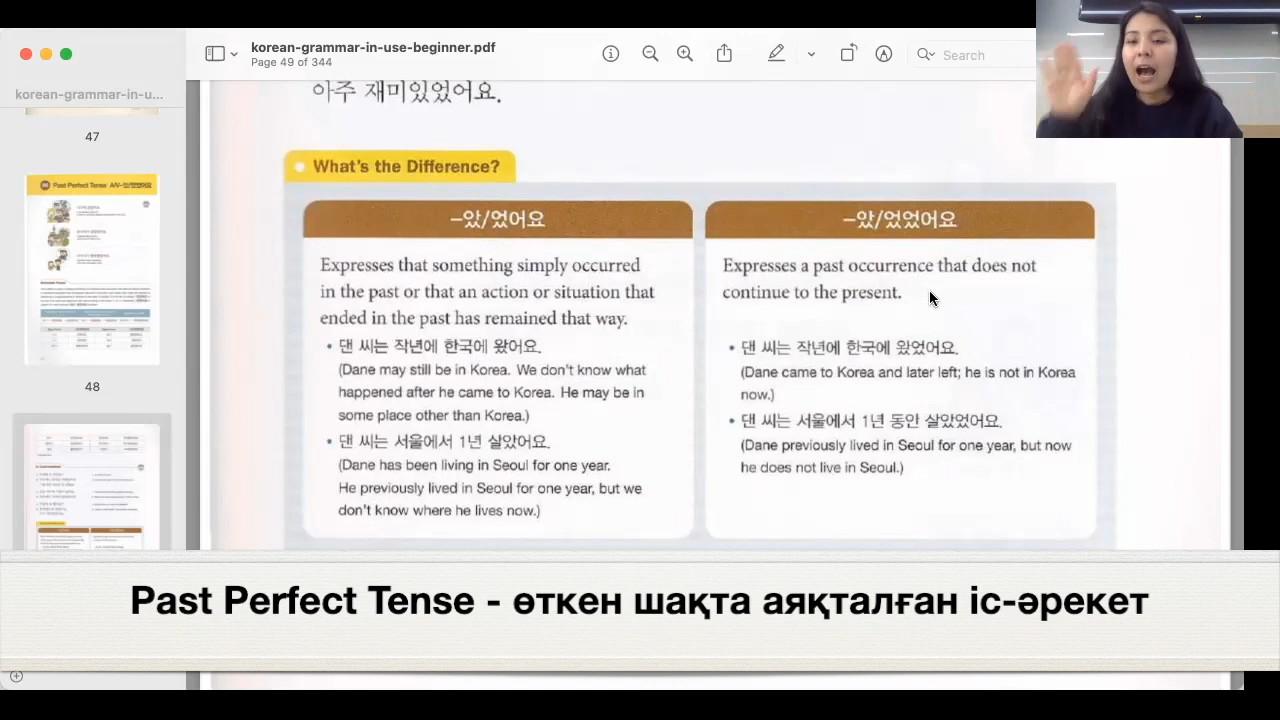 korean-grammar-in-use-beginner.pdf
Page 49 of 344
Search
korean-grammar-in-u...
47
Past Perfect Tense A/V-았/었었어요
48
아주 재미있었어요.
What's the Difference?
-았/었어요
Expresses that something simply occurred
in the past or that an action or situation that
ended in the past has remained that way.
• 댄 씨는 작년에 한국에 왔어요.
(Dane may still be in Korea. We don't know what
happened after he came to Korea. He may be in
some place other than Korea.)
• 댄 씨는 서울에서 1년 살았어요.
(Dane has been living in Seoul for one year.
He previously lived in Seoul for one year, but we
don't know where he lives now.)
-았/었었어요
Expresses a past occurrence that does not
continue to the present.
• 댄 씨는 작년에 한국에 왔었어요.
(Dane came to Korea and later left; he is not in Korea
now.)
• 댄 씨는 서울에서 1년 동안 살았었어요.
(Dane previously lived in Seoul for one year, but now
he does not live in Seoul.)
Past Perfect Tense - өткен шақта аяқталған іс-әрекет